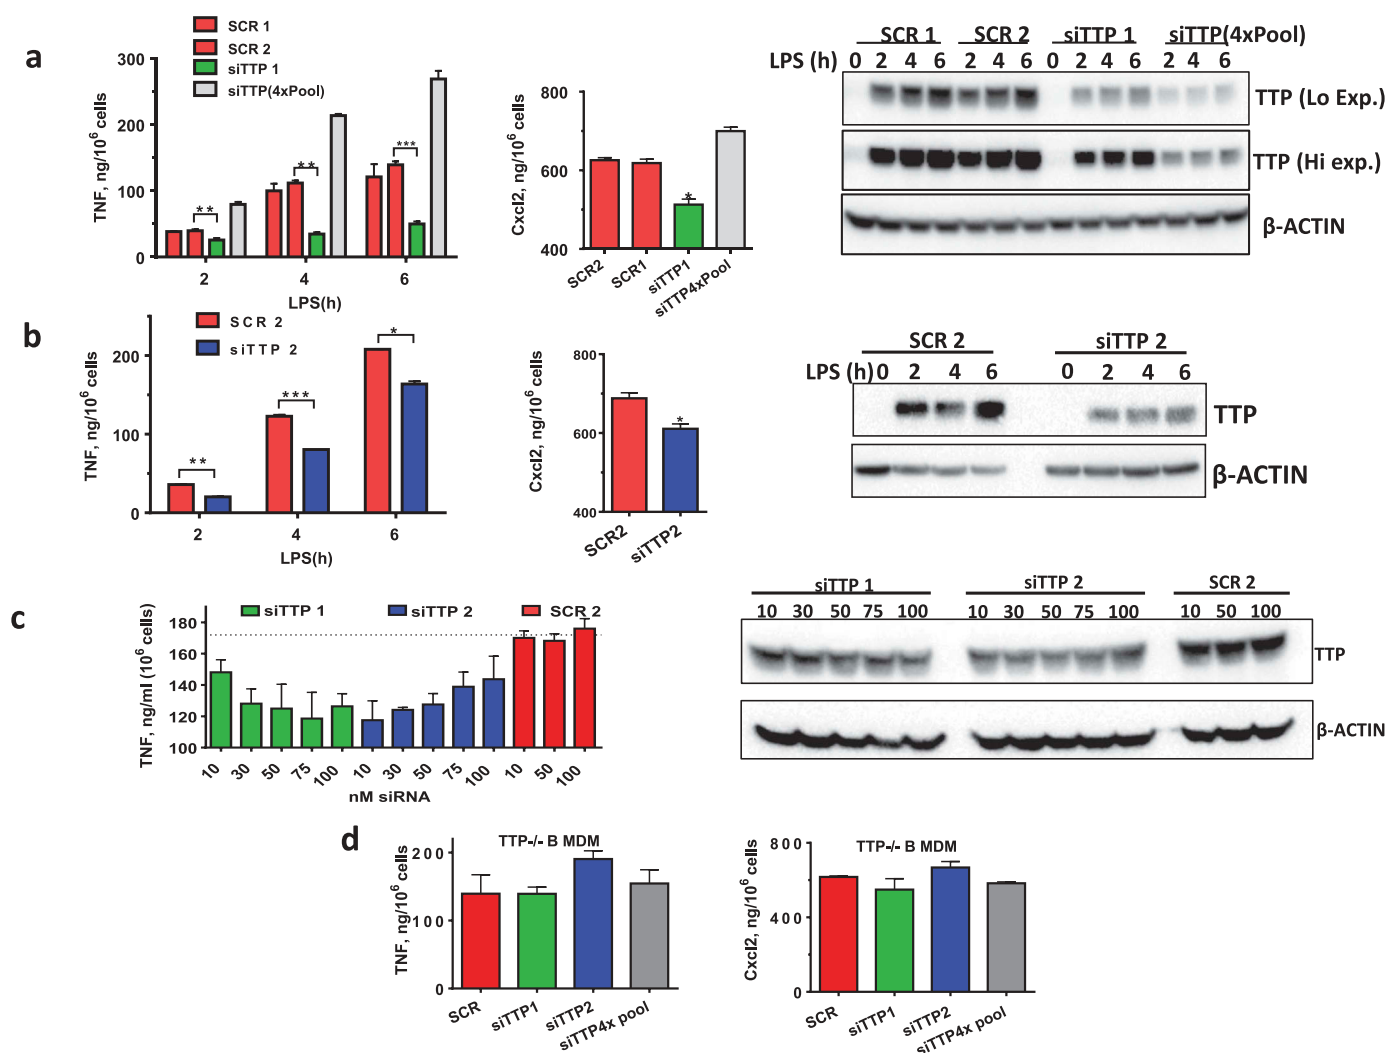 a
SCR 1
SCR 2
siTTP 1
siTTP(4xPool)
TNF, ng/10⁶ cells
300
200
100
0
** ** ***
2 4 6
LPS(h)
Cxcl2, ng/10⁶ cells
800
600
400
*
SCR2 SCR1 siTTP1 siTTP4xPool
SCR 1 SCR 2 siTTP 1 siTTP(4xPool)
LPS (h) 0 2 4 6 2 4 6 0 2 4 6 2 4 6
TTP (Lo Exp.)
TTP (Hi exp.)
β-ACTIN
b
SCR 2
siTTP 2
TNF, ng/10⁶ cells
200
100
0
** *** *
2 4 6
LPS(h)
Cxcl2, ng/10⁶ cells
800
600
400
*
SCR2 siTTP2
SCR 2 siTTP 2
LPS (h) 0 2 4 6 0 2 4 6
TTP
β-ACTIN
c
siTTP 1 siTTP 2 SCR 2
TNF, ng/ml (10⁶ cells)
180
160
140
120
100
10 30 50 75 100 10 30 50 75 100 10 50 100
nM siRNA
siTTP 1 siTTP 2 SCR 2
10 30 50 75 100 10 30 50 75 100 10 50 100
TTP
β-ACTIN
d
TTP-/- B MDM
TNF, ng/10⁶ cells
200
100
0
SCR siTTP1 siTTP2 siTTP4x pool
TTP-/- B MDM
Cxcl2, ng/10⁶ cells
800
400
0
SCR siTTP1 siTTP2 siTTP4x pool